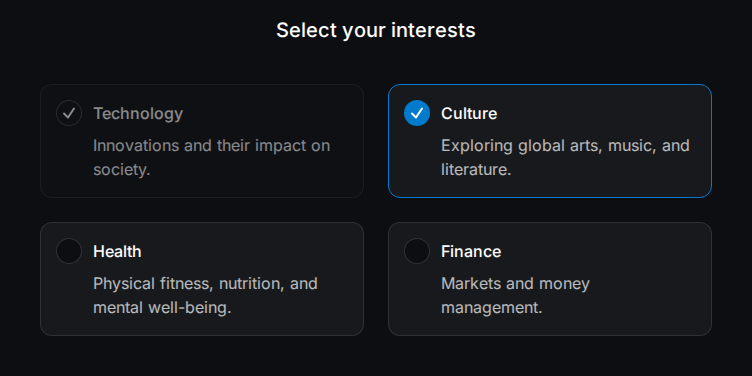 Select your interests
Technology
Innovations and their impact on
society.
Culture
Exploring global arts, music, and
literature.
Health
Physical fitness, nutrition, and
mental well-being.
Finance
Markets and money
management.